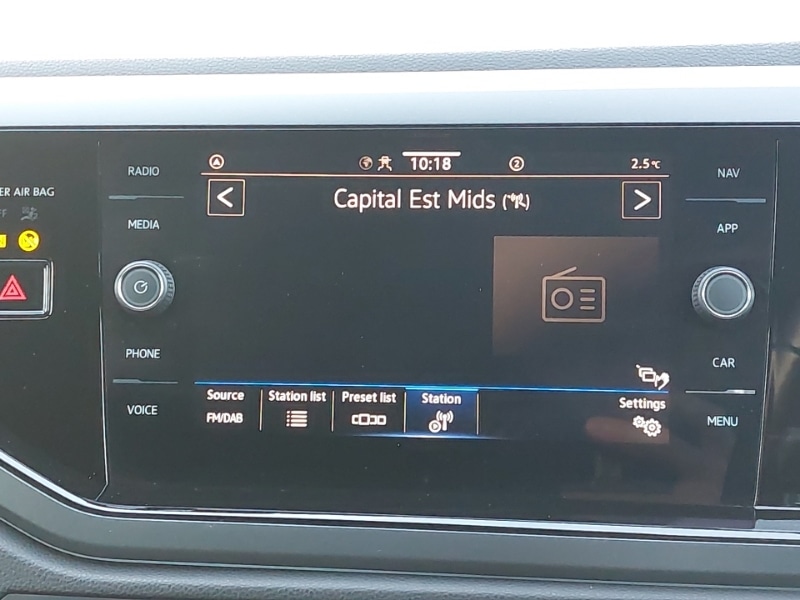 10:18
2
2.5°C
Capital Est Mids
RADIO
MEDIA
PHONE
VOICE
ER AIR BAG
FF
Source
FM/DAB
Station list
Preset list
Station
Settings
NAV
APP
CAR
MENU